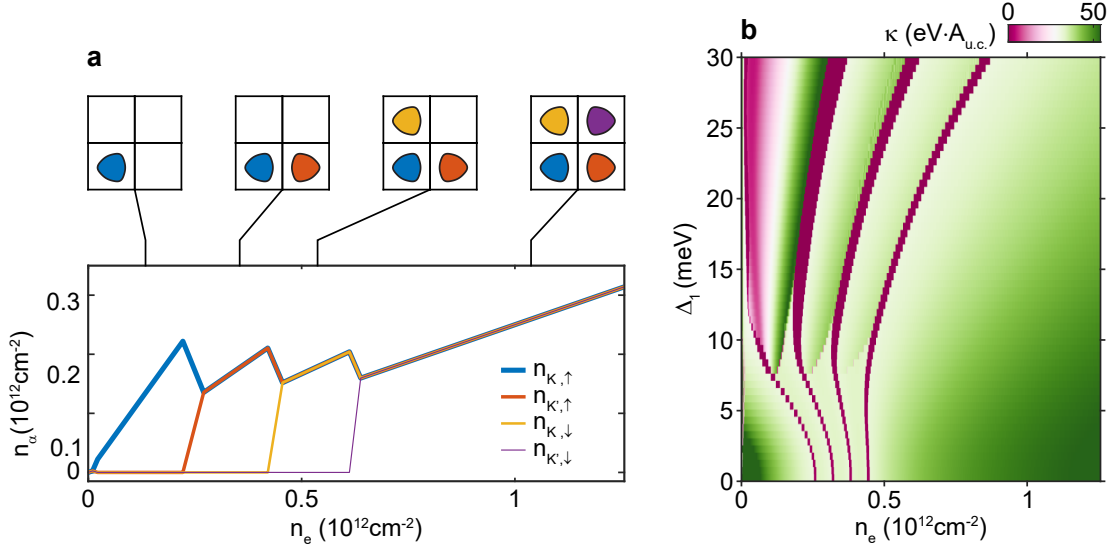 a
0.3
0.2
0.1
0
n_α (10^12cm^-2)
n_K,↑
n_K',↑
n_K,↓
n_K',↓
0 0.5 1
n_e (10^12cm^-2)
b
0 50
κ (eV·A_u.c.)
30
25
20
15
10
5
0
Δ_1 (meV)
0 0.5 1
n_e (10^12cm^-2)